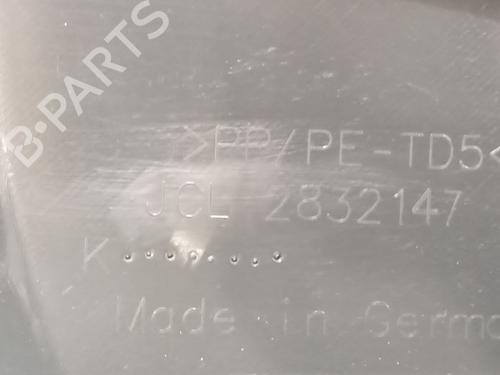 B-PARTS
>PP/PE-TD5<
JCL 2832147
K
Made in Germa